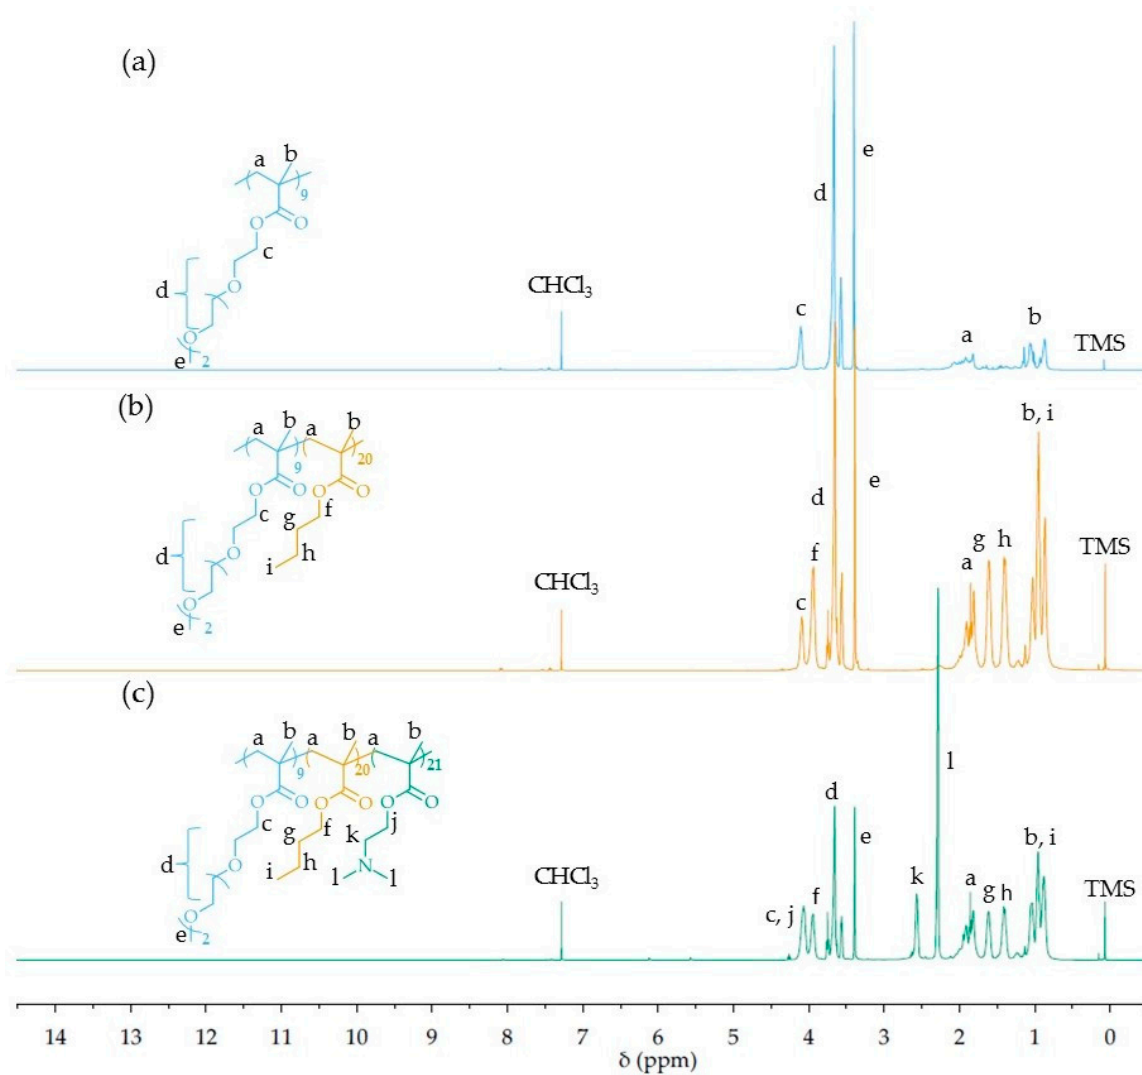 (a)
a b
9
O O
c
O
d
O
e 2
CHCl3
c
d
e
a
b
TMS
(b)
a b a b
9 20
O O O O
c g f
h
i
O
d
O
e 2
CHCl3
c
f
d
e
a
g
h
b, i
TMS
(c)
a b a b a b
9 20 21
O O O O O O
c g f k j
h
i
N
l l
O
d
O
e 2
CHCl3
c, j
f
d
e
k
l
a
g
h
b, i
TMS
14 13 12 11 10 9 8 7 6 5 4 3 2 1 0
δ (ppm)